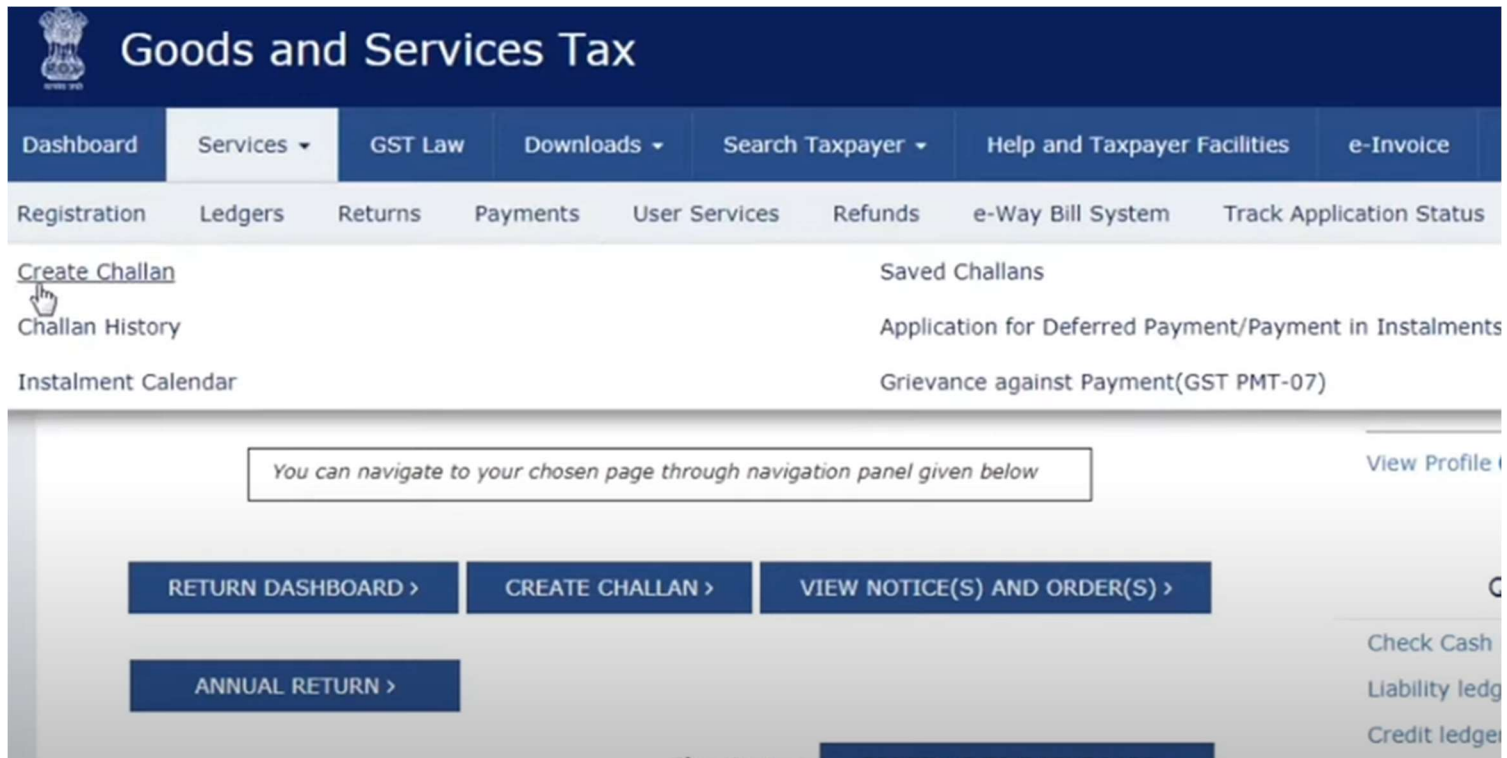 Goods and Services Tax
Dashboard Services GST Law Downloads Search Taxpayer Help and Taxpayer Facilities e-Invoice
Registration Ledgers Returns Payments User Services Refunds e-Way Bill System Track Application Status
Create Challan Saved Challans
Challan History Application for Deferred Payment/Payment in Instalments
Instalment Calendar Grievance against Payment(GST PMT-07)
You can navigate to your chosen page through navigation panel given below
View Profile
RETURN DASHBOARD > CREATE CHALLAN > VIEW NOTICE(S) AND ORDER(S) >
Check Cash
ANNUAL RETURN > Liability
Credit